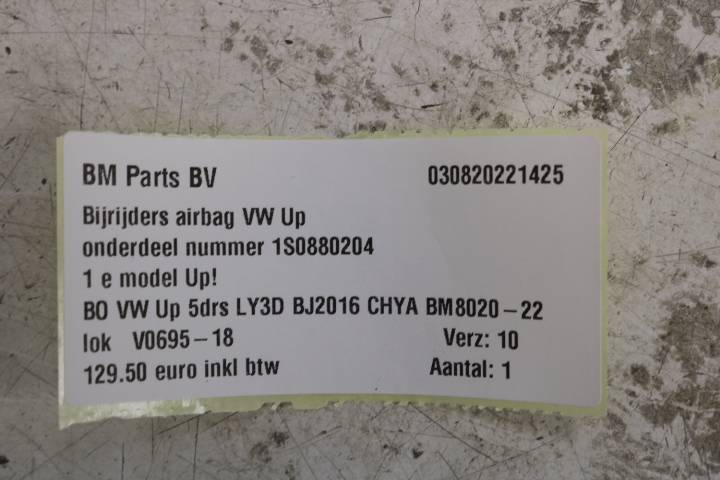 BM Parts BV 030820221425
Bijrijders airbag VW Up
onderdeel nummer 1S0880204
1 e model Up!
BO VW Up 5drs LY3D BJ2016 CHYA BM8020-22
lok V0695-18 Verz: 10
129.50 euro inkl btw Aantal: 1